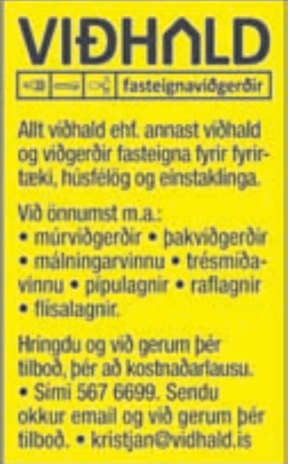 VIÐHALD
fasteignaviðgerðir
Allt viðhald ehf. annast viðhald
og viðgerðir fasteigna fyrir fyrir-
tæki, húsfélög og einstaklinga.
Við önnumst m.a.:
• múrviðgerðir • þakviðgerðir
• málningarvinnu • trésmíða-
vinnu • pípulagnir • raflagnir
• flísalagnir.
Hringdu og við gerum þér
tilboð, þér að kostnaðarlausu.
• Sími 567 6699. Sendu
okkur email og við gerum þér
tilboð. • kristjan@vidhald.is